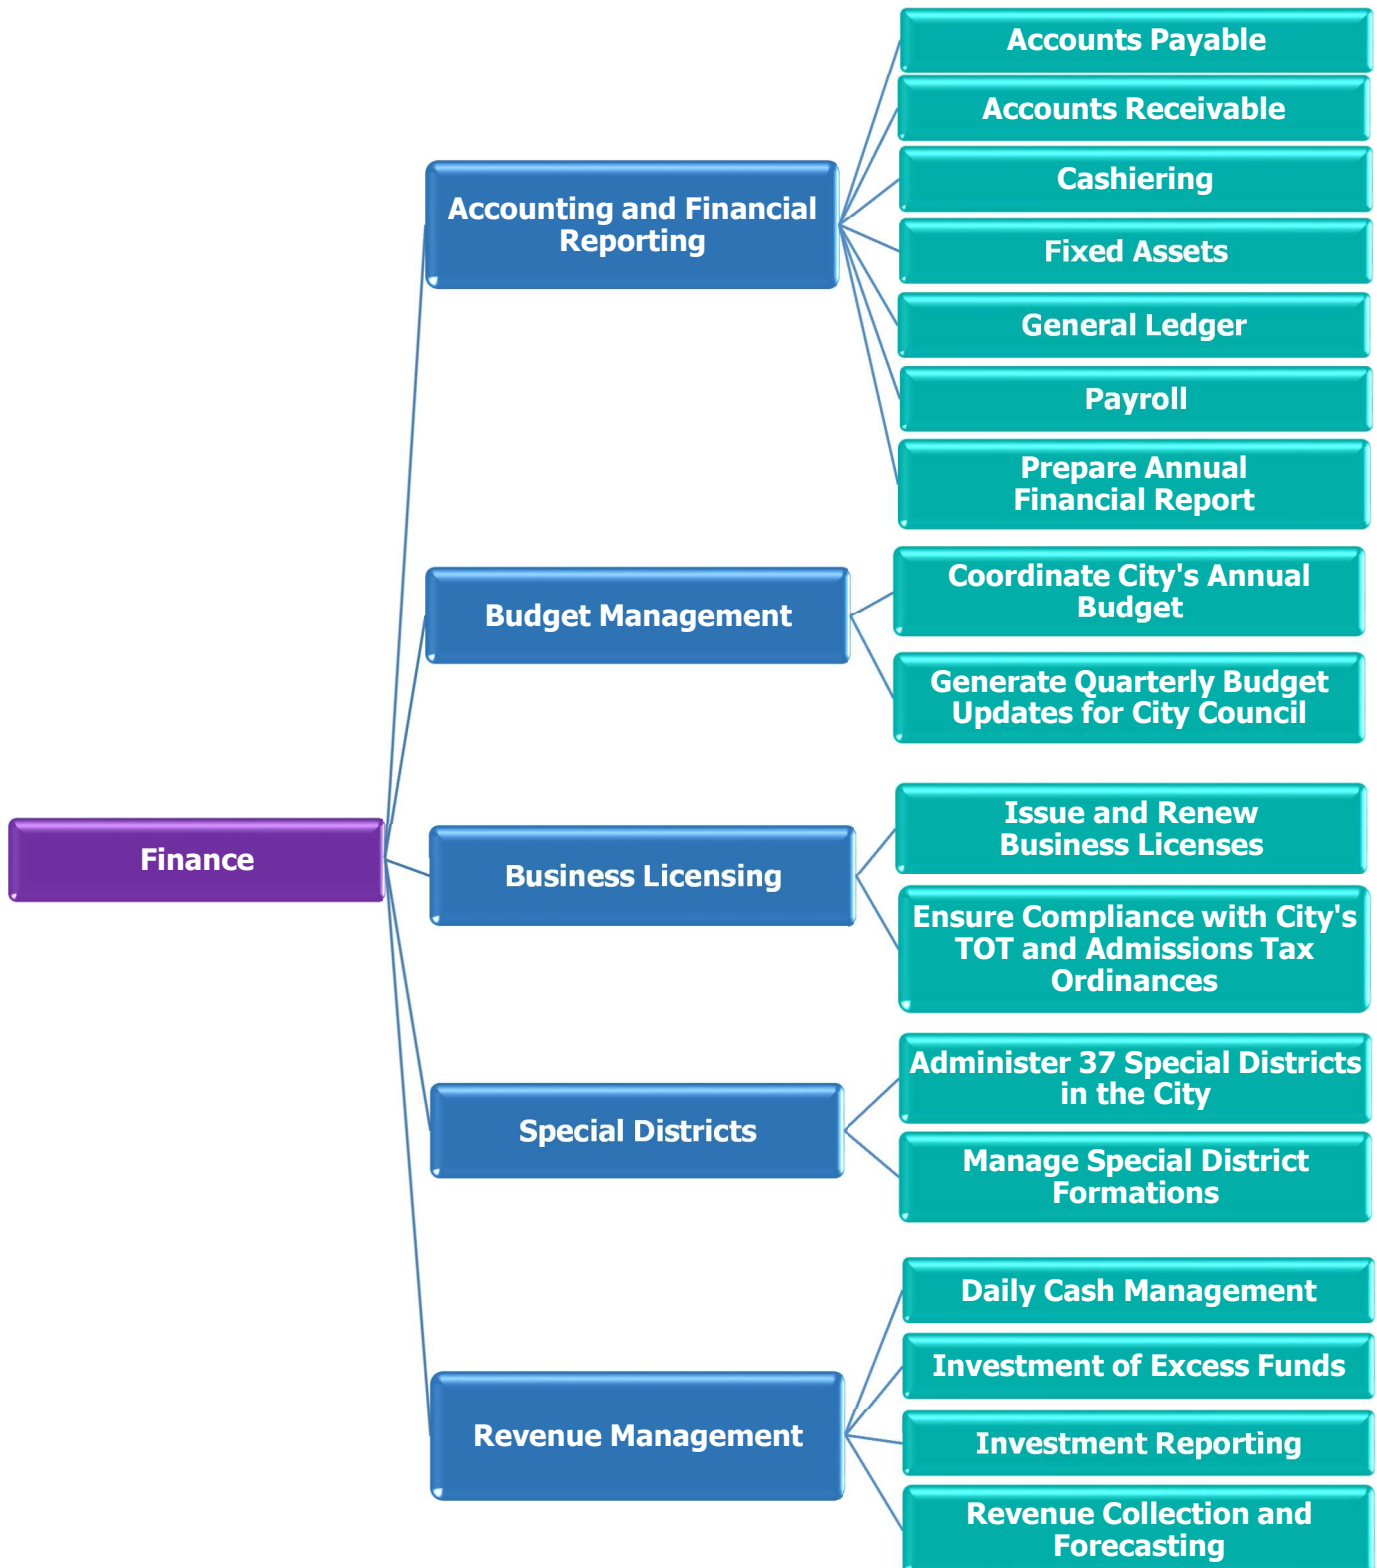 Accounts Payable
Accounts Receivable
Cashiering
Accounting and Financial
Reporting
Fixed Assets
General Ledger
Payroll
Prepare Annual
Financial Report
Budget Management
Coordinate City's Annual
Budget
Generate Quarterly Budget
Updates for City Council
Finance
Business Licensing
Issue and Renew
Business Licenses
Ensure Compliance with City's
TOT and Admissions Tax
Ordinances
Special Districts
Administer 37 Special Districts
in the City
Manage Special District
Formations
Revenue Management
Daily Cash Management
Investment of Excess Funds
Investment Reporting
Revenue Collection and
Forecasting